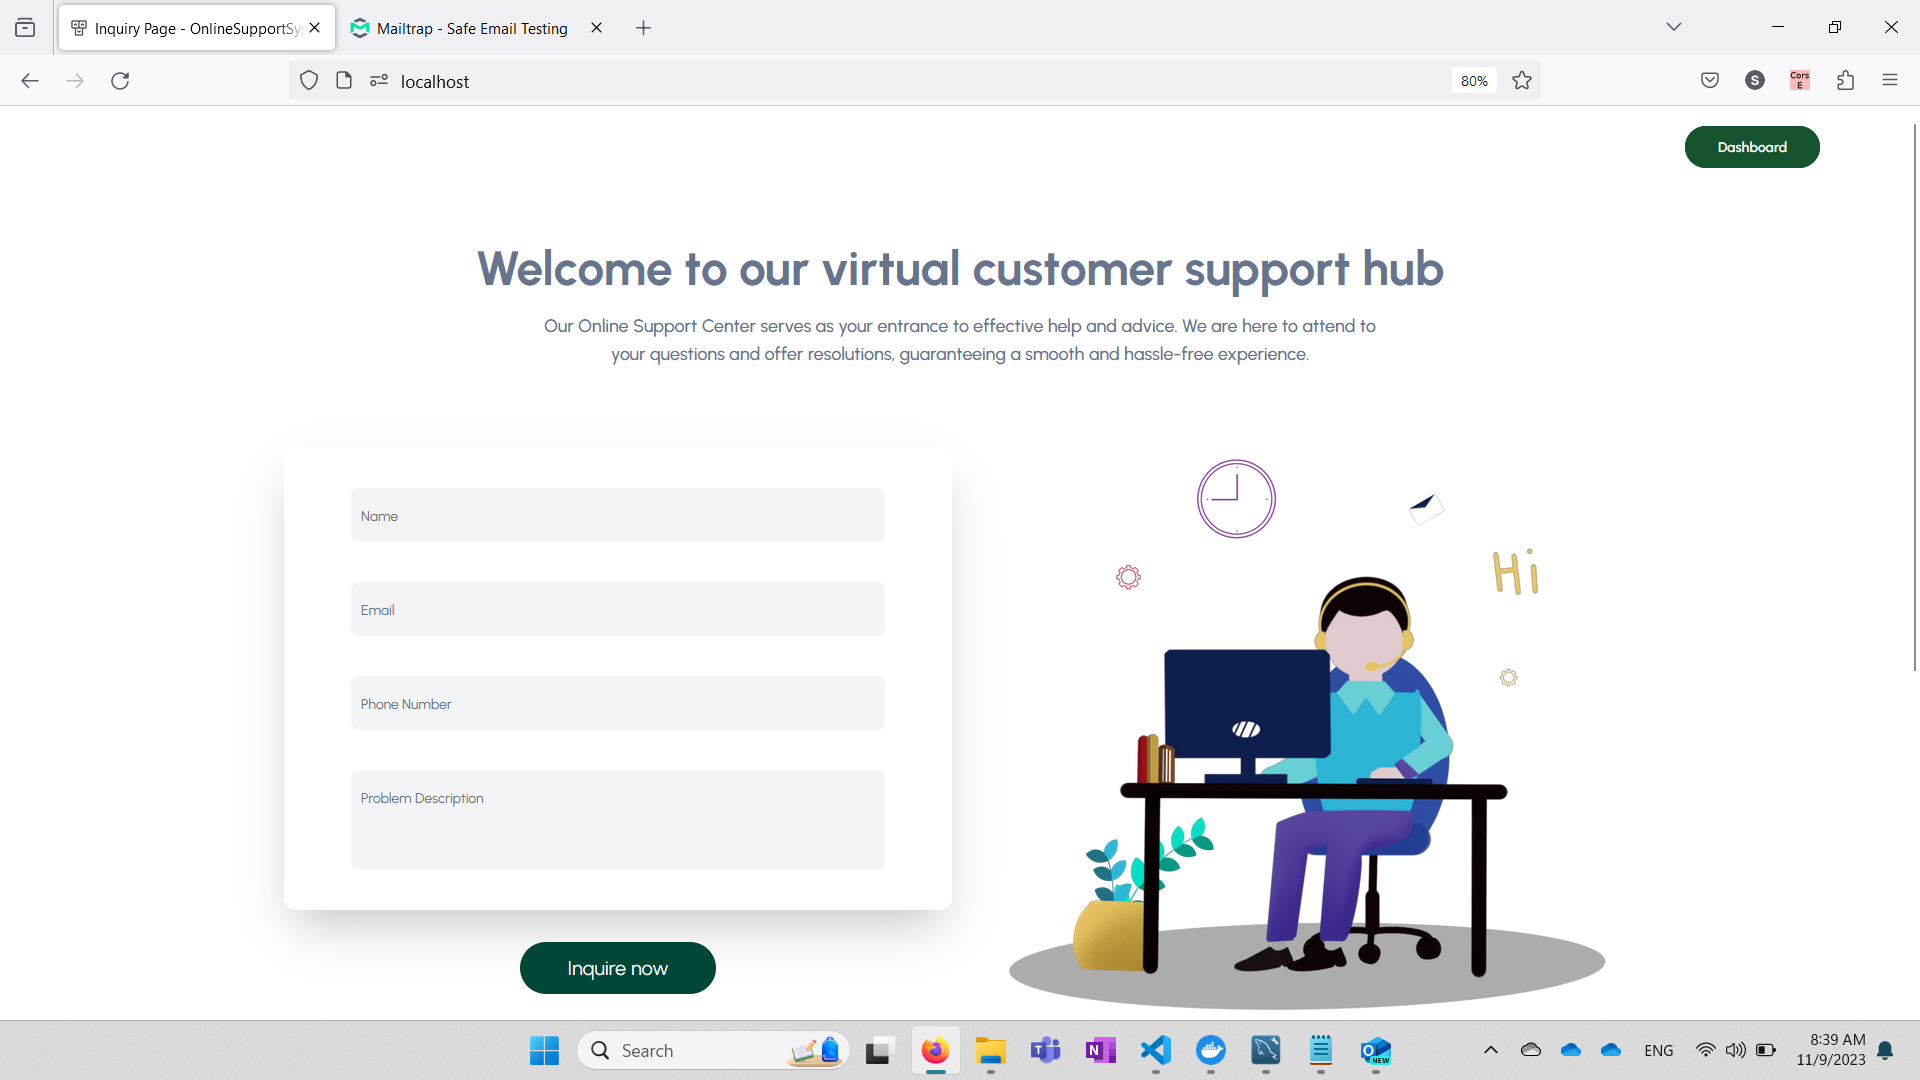 Inquiry Page - OnlineSupportSys
Mailtrap - Safe Email Testing
localhost
80%
S
Cors
E
Dashboard
Welcome to our virtual customer support hub
Our Online Support Center serves as your entrance to effective help and advice. We are here to attend to
your questions and offer resolutions, guaranteeing a smooth and hassle-free experience.
Name
Email
Phone Number
Problem Description
Hi
Inquire now
Search
T
N
O
NEW
ENG
8:39 AM
11/9/2023